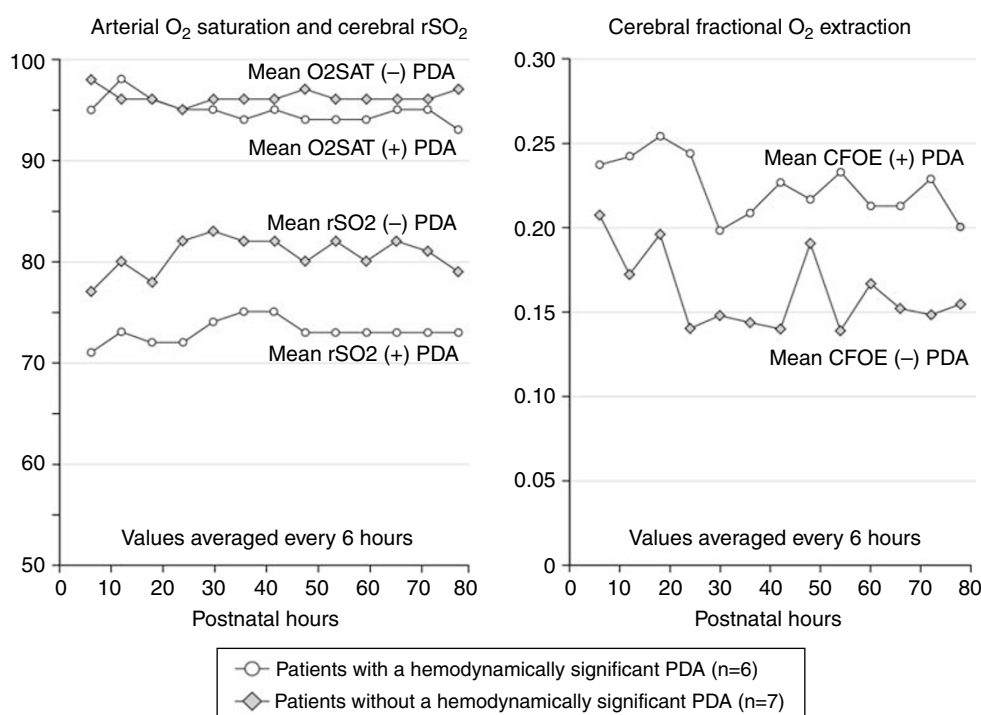 Arterial O₂ saturation and cerebral rSO₂
100
90
80
70
60
50
Mean O2SAT (–) PDA
Mean O2SAT (+) PDA
Mean rSO2 (–) PDA
Mean rSO2 (+) PDA
Values averaged every 6 hours
0 10 20 30 40 50 60 70 80
Postnatal hours
Cerebral fractional O₂ extraction
0.30
0.25
0.20
0.15
0.10
0.05
0
Mean CFOE (+) PDA
Mean CFOE (–) PDA
Values averaged every 6 hours
0 10 20 30 40 50 60 70 80
Postnatal hours
Patients with a hemodynamically significant PDA (n=6)
Patients without a hemodynamically significant PDA (n=7)